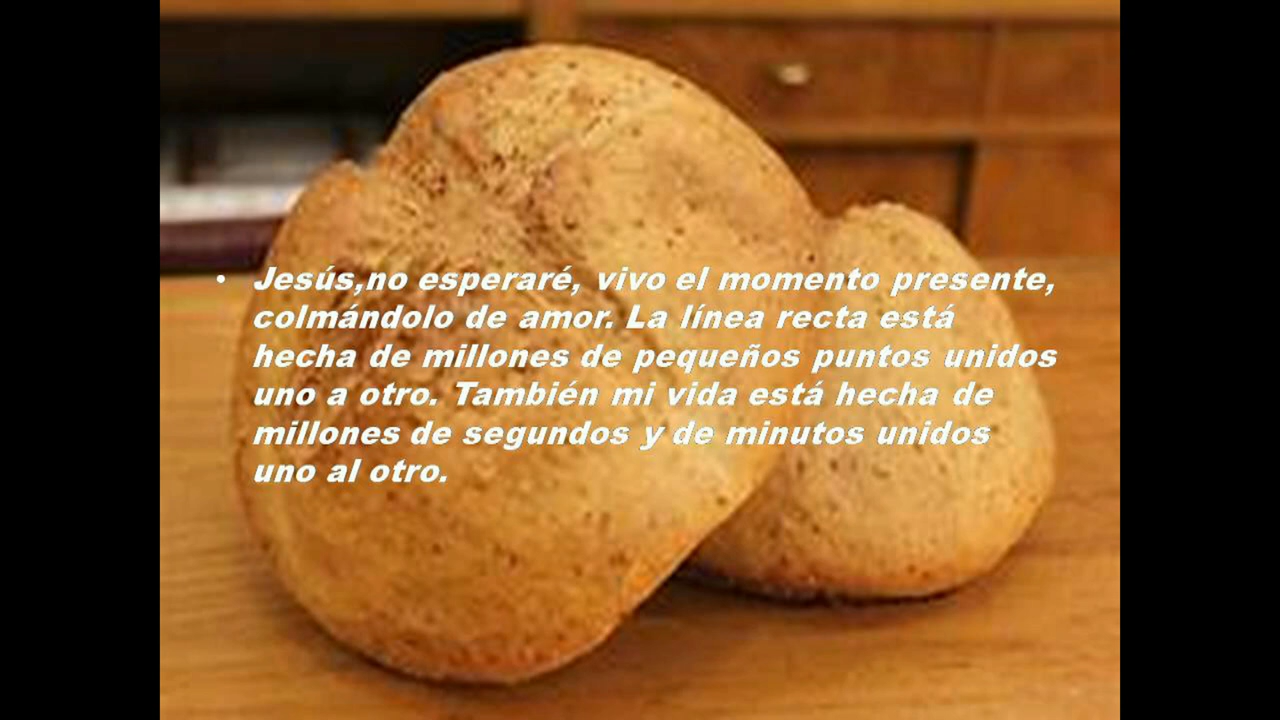 • Jesús,no esperaré, vivo el momento presente,
colmándolo de amor. La línea recta está
hecha de millones de pequeños puntos unidos
uno a otro. También mi vida está hecha de
millones de segundos y de minutos unidos
uno al otro.